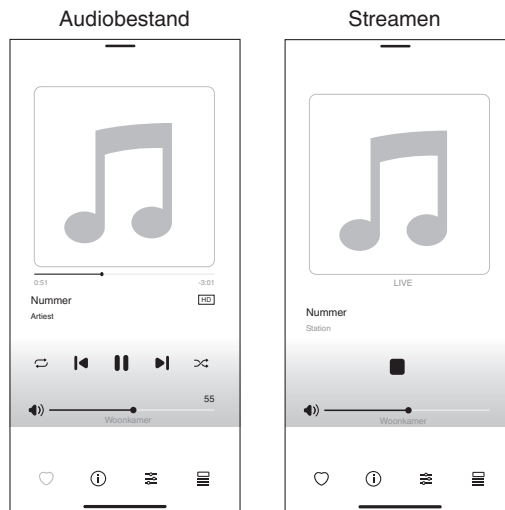 Audiobestand
0:51 -3:01
Nummer HD
Artiest
55
Woonkamer
Streamen
LIVE
Nummer
Station
Woonkamer